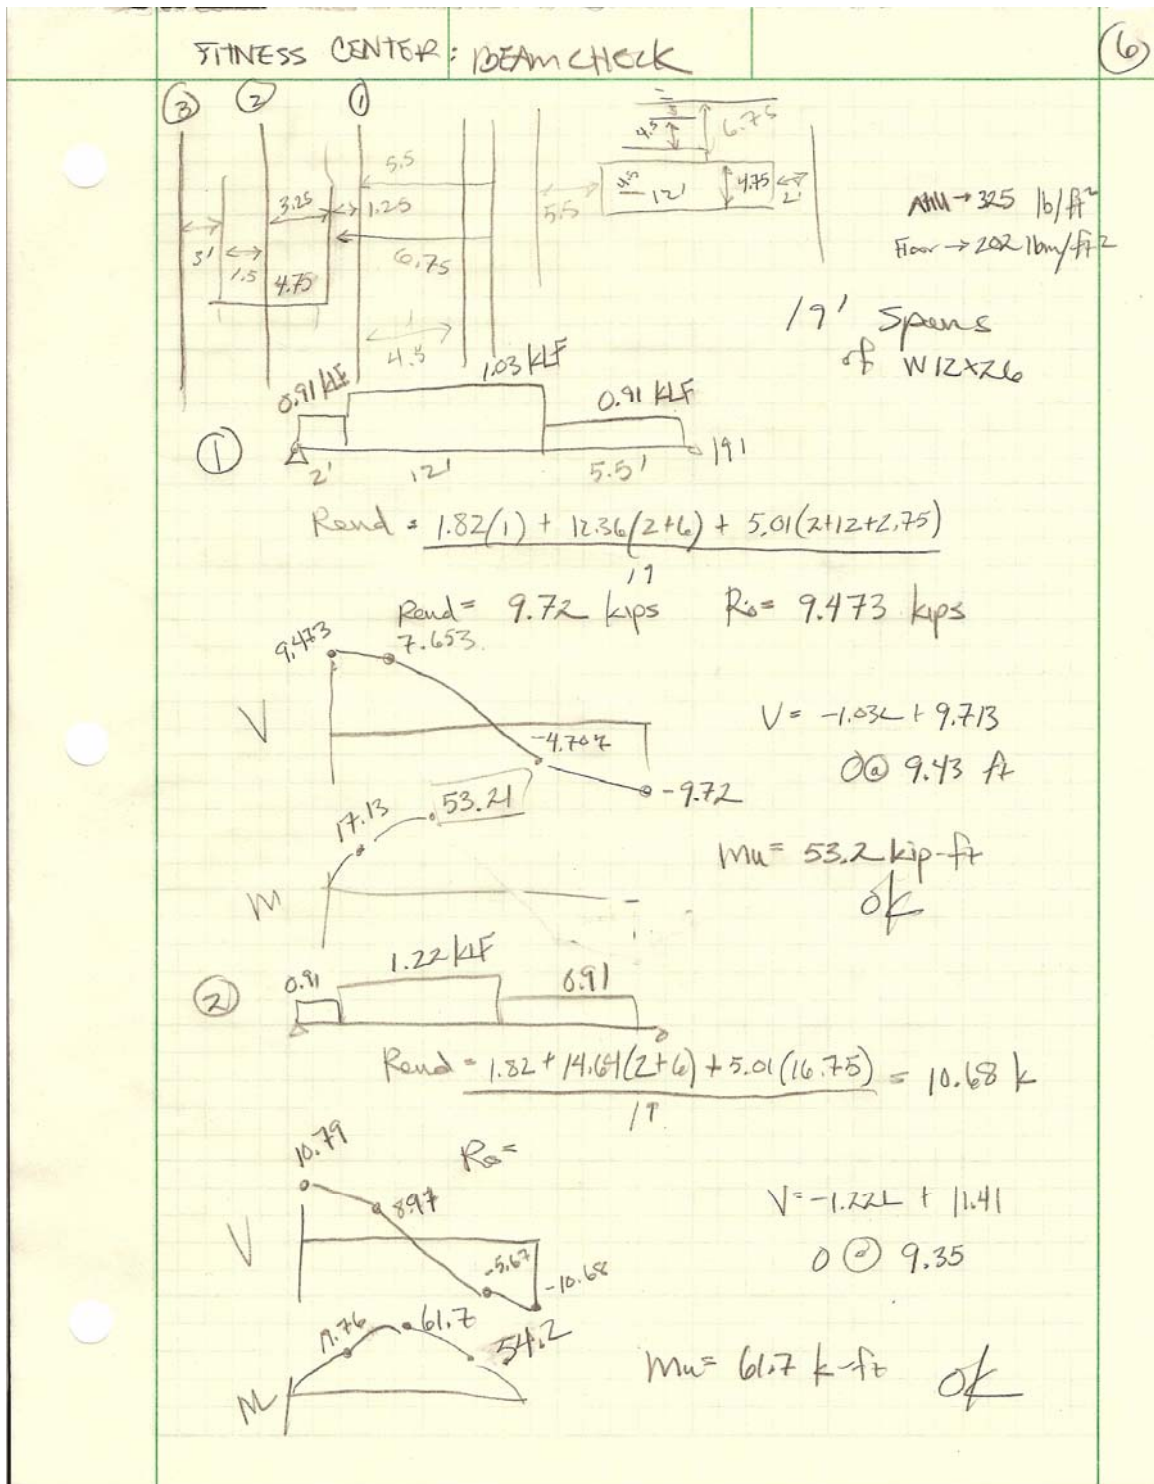 FITNESS CENTER: BEAM CHECK
6
3 2 1
5.5
3.25 1.25
3' 6.75
1.5 4.75
4.5
4.5 6.75
5.5 4.5 12' 4.75 2'
AHU → 325 lb/ft²
Floor → 202 lbm/ft²
19' Spans
of W12x26
0.91 KLF 1.03 KLF 0.91 KLF
1
2' 12' 5.5' 19'
Rend = 1.82(1) + 12.36(2+6) + 5.01(2+12+2.75)
19
Rend = 9.72 kips Ro = 9.473 kips
9.473 7.653
V
-4.707 -9.72
V = -1.03L + 9.713
0@ 9.43 ft
17.13 53.21
M
Mu = 53.2 kip-ft
OK
2
0.91 1.22 KLF 0.91
Rend = 1.82 + 14.64(2+6) + 5.01(16.75) = 10.68 k
19
Ro =
10.79 8.97
V
-5.67 -10.68
V = -1.22L + 11.41
0 @ 9.35
19.76 61.7 54.2
M
Mu = 61.7 k-ft OK